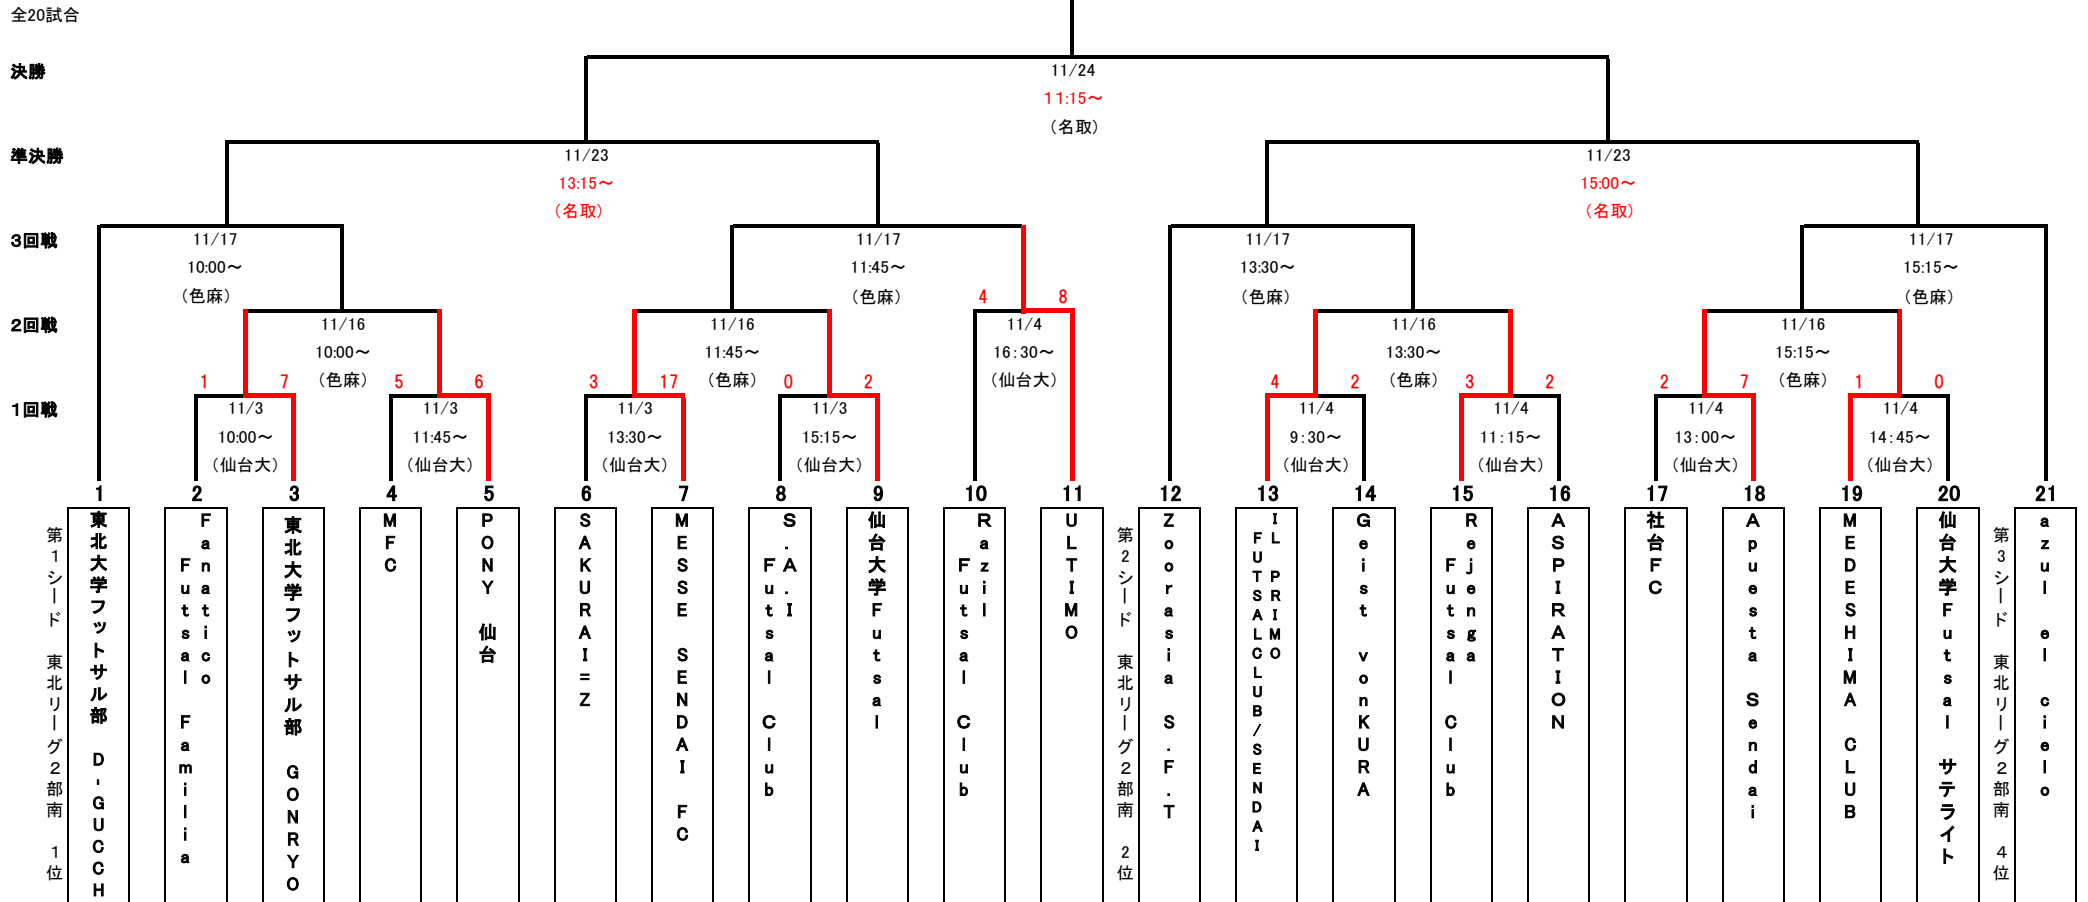 全20試合
決勝
11/24
11:15～
（名取）
準決勝
11/23
13:15～
（名取）
11/23
15:00～
（名取）
3回戦
11/17
10:00～
（色麻）
11/17
11:45～
（色麻）
11/17
13:30～
（色麻）
11/17
15:15～
（色麻）
4 8
2回戦
11/16
10:00～
（色麻）
11/16
11:45～
（色麻）
11/4
16:30～
（仙台大）
11/16
13:30～
（色麻）
11/16
15:15～
（色麻）
1 7 5 6 3 17 0 2 4 2 3 2 2 7 1 0
1回戦
11/3
10:00～
（仙台大）
11/3
11:45～
（仙台大）
11/3
13:30～
（仙台大）
11/3
15:15～
（仙台大）
11/4
9:30～
（仙台大）
11/4
11:15～
（仙台大）
11/4
13:00～
（仙台大）
11/4
14:45～
（仙台大）
1 2 3 4 5 6 7 8 9 10 11 12 13 14 15 16 17 18 19 20 21
第1シード 東北リーグ2部南 1位
東北大学フットサル部 D-GUCCH
Fanatico
Futsal Familia
東北大学フットサル部 GONRYO
MFC
PONY 仙台
SAKURAI=Z
MESSE SENDAI FC
S.A.I
Futsal Club
仙台大学Futsal
Razil
Futsal Club
ULTIMO
第2シード 東北リーグ2部南 2位
Zoorasia S.F.T
IL PRIMO
FUTSALCLUB/SENDAI
Geist vonKURA
Rejenga
Futsal Club
ASPIRATION
社台FC
Apuesta Sendai
MEDESHIMA CLUB
仙台大学Futsal サテライト
第3シード 東北リーグ2部南 4位
azul el cielo